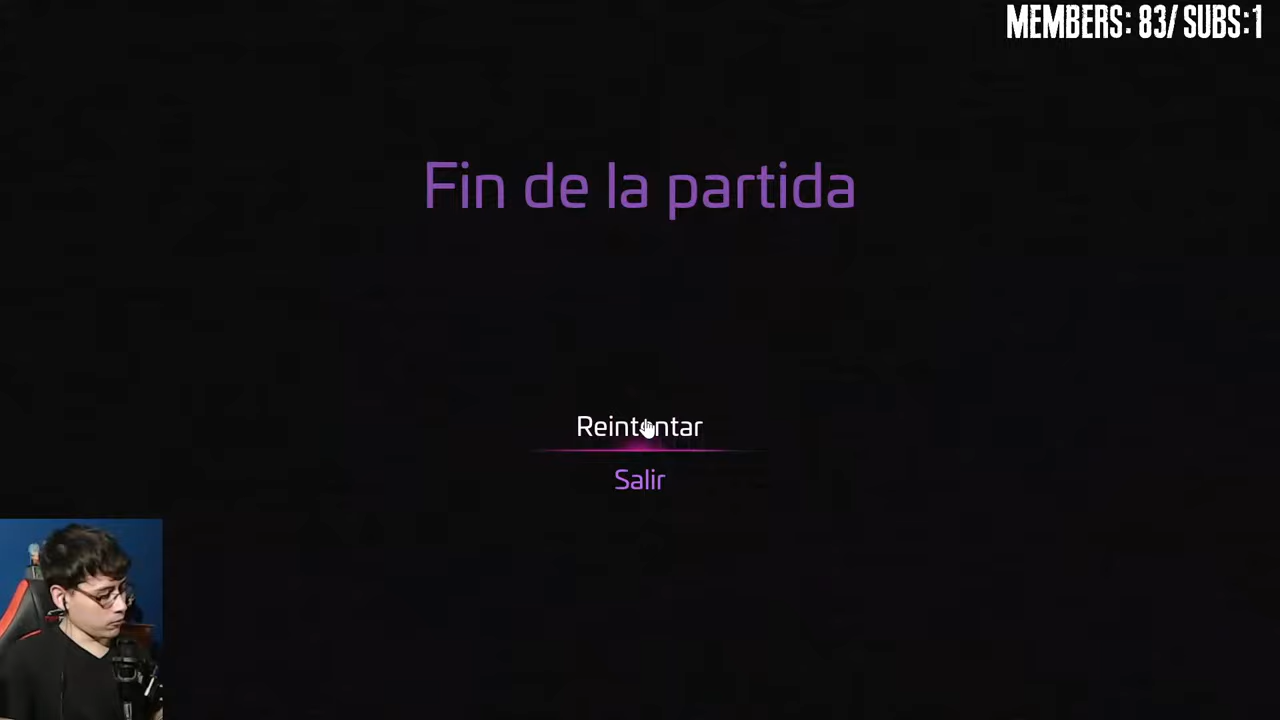 MEMBERS: 83/ SUBS:1
Fin de la partida
Reintentar
Salir